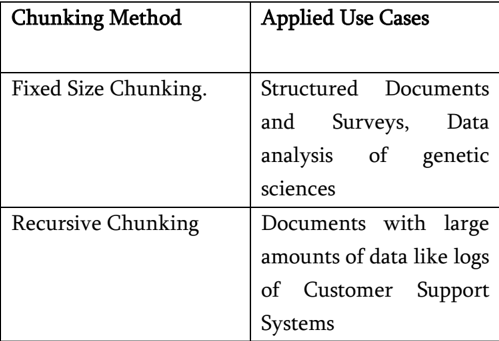 Chunking Method
Applied Use Cases
Fixed Size Chunking.
Structured Documents
and Surveys, Data
analysis of genetic
sciences
Recursive Chunking
Documents with large
amounts of data like logs
of Customer Support
Systems